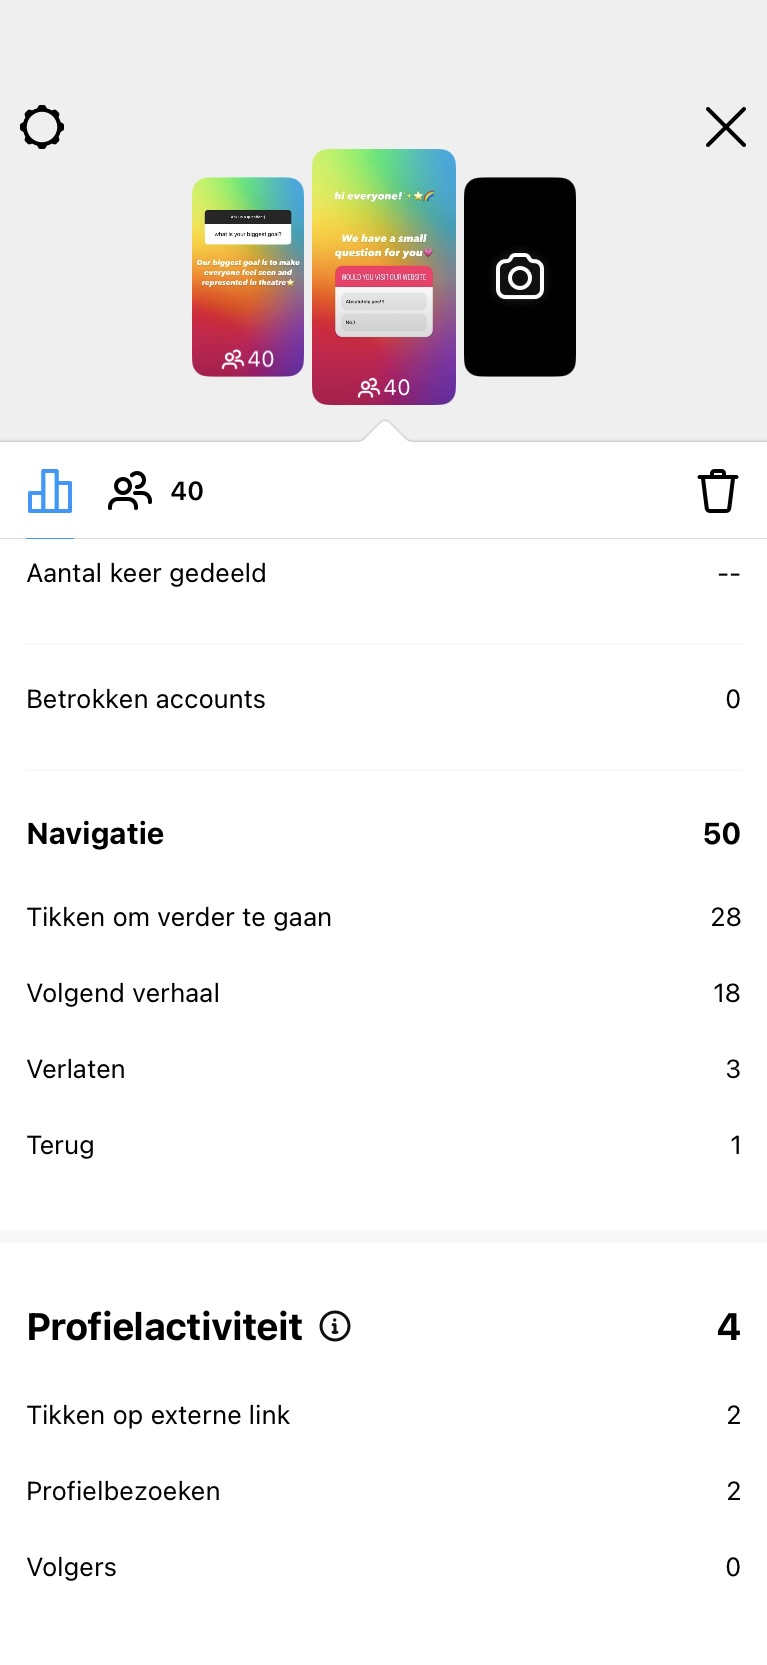 Ask us a question:)
what is your biggest goal?
Our biggest goal is to make
everyone feel seen and
represented in theatre⭐
40
hi everyone!✨⭐🌈
We have a small
question for you💗
WOULD YOU VISIT OUR WEBSITE
Absolutely yes!!!
No:(
40
40
Aantal keer gedeeld --
Betrokken accounts 0
Navigatie 50
Tikken om verder te gaan 28
Volgend verhaal 18
Verlaten 3
Terug 1
Profielactiviteit 4
Tikken op externe link 2
Profielbezoeken 2
Volgers 0